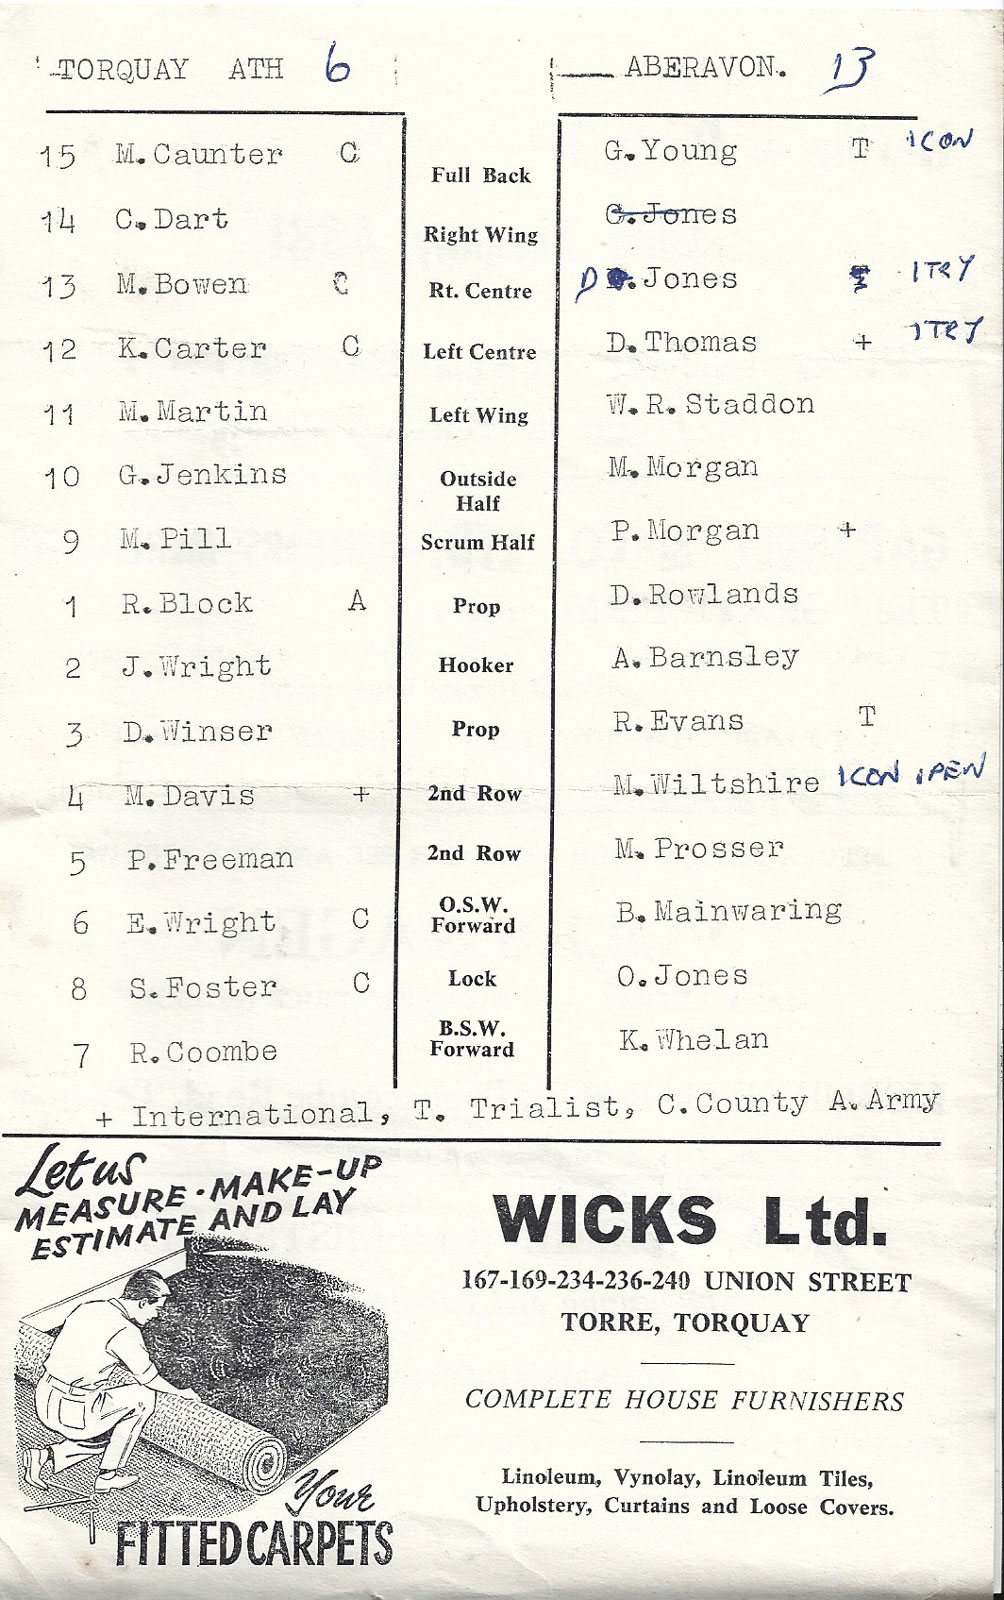 TORQUAY ATH 6 ABERAVON. 13
15 M.Caunter C Full Back G.Young T 1CON
14 C.Dart Right Wing C.Jones
13 M.Bowen C Rt. Centre D .Jones T 1TRY
12 K.Carter C Left Centre D.Thomas + 1TRY
11 M.Martin Left Wing W.R.Staddon
10 G.Jenkins Outside Half M.Morgan
9 M.Pill Scrum Half P.Morgan +
1 R.Block A Prop D.Rowlands
2 J.Wright Hooker A.Barnsley
3 D.Winser Prop R.Evans T
4 M.Davis + 2nd Row M.Wiltshire 1CON 1PEN
5 P.Freeman 2nd Row M.Prosser
6 E.Wright C O.S.W. Forward B.Mainwaring
8 S.Foster C Lock O.Jones
7 R.Coombe B.S.W. Forward K.Whelan
+ International, T. Trialist, C.County A.Army
Let us
MEASURE · MAKE-UP
ESTIMATE AND LAY
Your
FITTED CARPETS
WICKS Ltd.
167-169-234-236-240 UNION STREET
TORRE, TORQUAY
COMPLETE HOUSE FURNISHERS
Linoleum, Vynolay, Linoleum Tiles,
Upholstery, Curtains and Loose Covers.